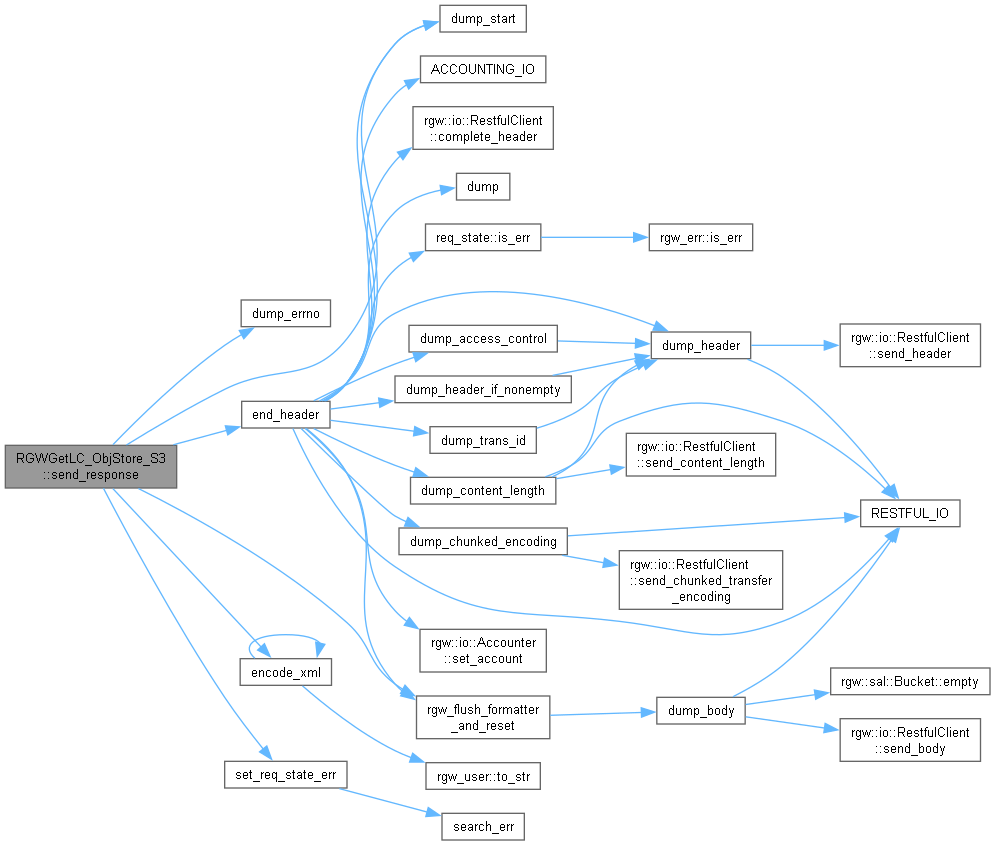 dump_start
ACCOUNTING_IO
rgw::io::RestfulClient
::complete_header
dump
req_state::is_err
rgw_err::is_err
dump_errno
dump_access_control
dump_header
rgw::io::RestfulClient
::send_header
dump_header_if_nonempty
end_header
dump_trans_id
RGWGetLC_ObjStore_S3
::send_response
rgw::io::RestfulClient
::send_content_length
dump_content_length
RESTFUL_IO
dump_chunked_encoding
rgw::io::RestfulClient
::send_chunked_transfer
_encoding
rgw::io::Accounter
::set_account
encode_xml
rgw::sal::Bucket::empty
rgw_flush_formatter
_and_reset
dump_body
rgw::io::RestfulClient
::send_body
set_req_state_err
rgw_user::to_str
search_err